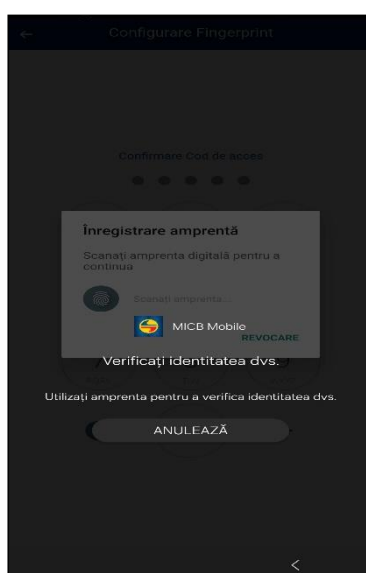 Configurare Fingerprint
Confirmare Cod de acces
Înregistrare amprentă
Scanați amprenta digitală pentru a
continua
Scanați amprenta...
MICB Mobile
REVOCARE
Verificați identitatea dvs.
Utilizați amprenta pentru a verifica identitatea dvs.
ANULEAZĂ